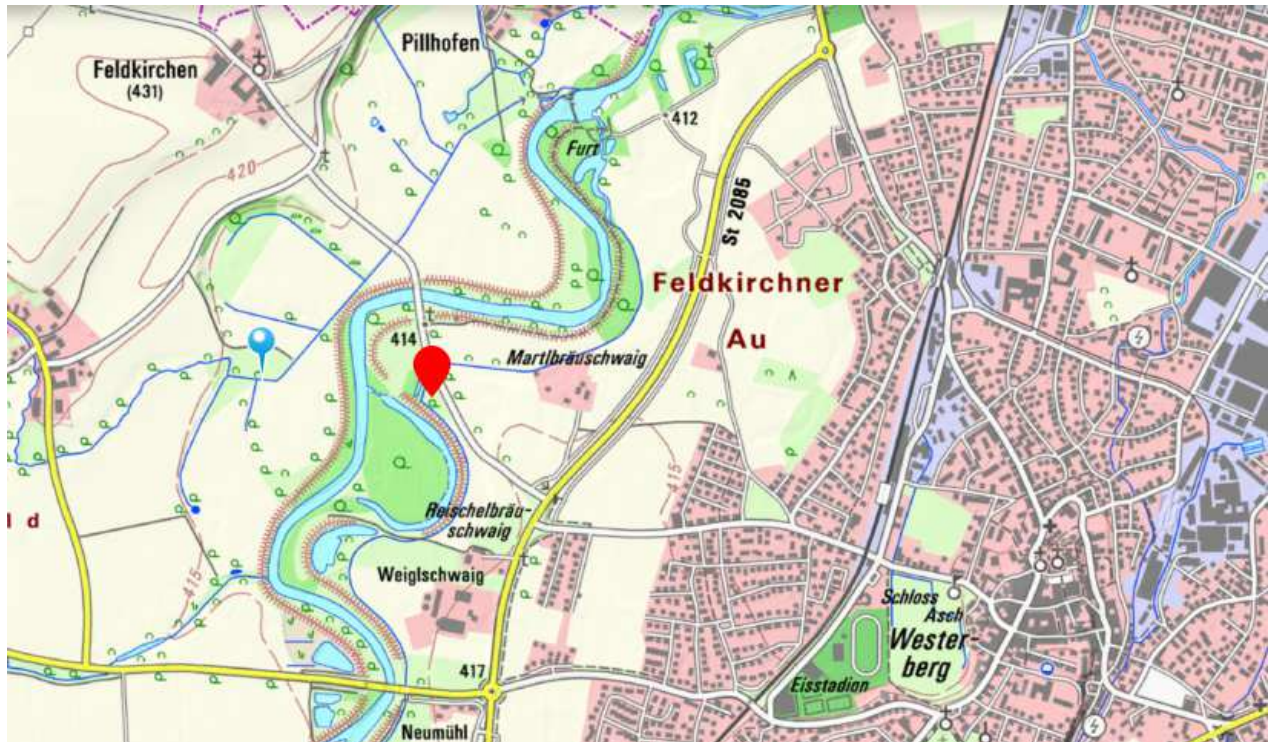 Pillhofen
Feldkirchen
(431)
412
Furt
420
St 2085
Feldkirchner
Au
414
Martlbräuschwaig
415
Reischelbräu-
schwaig
l d
Weiglschwaig
415
Schloss
Asch
Wester-
berg
417
Eisstadion
Neumühl